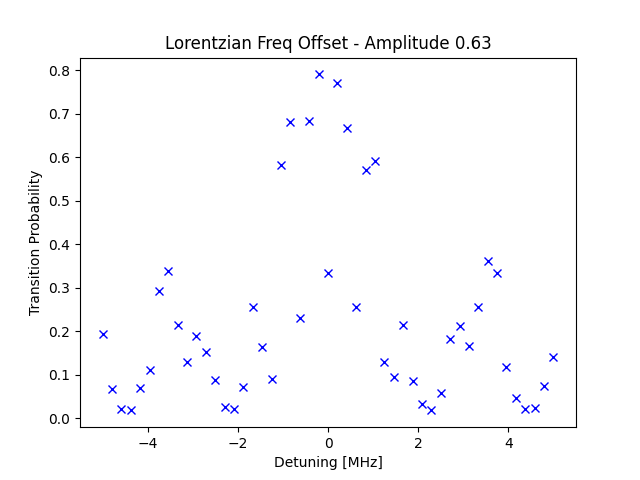 Lorentzian Freq Offset - Amplitude 0.63
0.8
0.7
0.6
0.5
0.4
0.3
0.2
0.1
0.0
Transition Probability
−4 −2 0 2 4
Detuning [MHz]